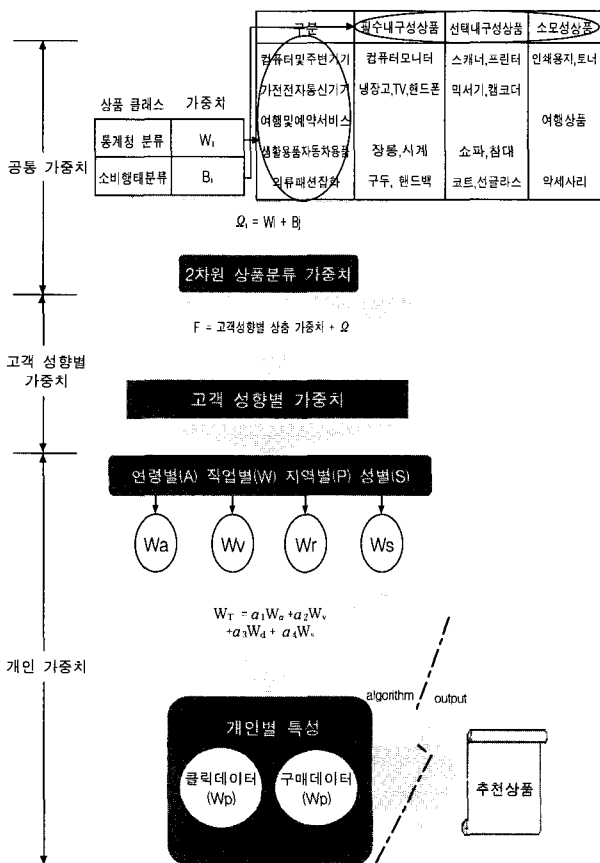 구분 필수내구성상품 선택내구성상품 소모성상품
컴퓨터및주변기기 컴퓨터모니터 스캐너,프린터 인쇄용지,토너
가전전자통신기기 냉장고,TV,핸드폰 믹서기,캠코더
여행및예약서비스 여행상품
생활용품자동차용품 장롱,시계 쇼파,침대
의류패션잡화 구두, 핸드백 코트,선글라스 악세사리
상품 클래스 가중치
통계청 분류 Wᵢ
소비행태분류 Bᵢ
공통 가중치
Ωᵢ = Wi + Bj
2차원 상품분류 가중치
F = 고객성향별 상춤 가중치 + Ω
고객 성향별
가중치
고객 성향별 가중치
연령별(A) 직업별(W) 지역별(P) 성별(S)
Wa Wv Wr Ws
W_T = a₁Wₐ +a₂Wᵥ
+a₃W_d + a₄Wₛ
개인 가중치
algorithm output
개인별 특성
클릭데이터
(Wp)
구매데이터
(Wp)
추천상품